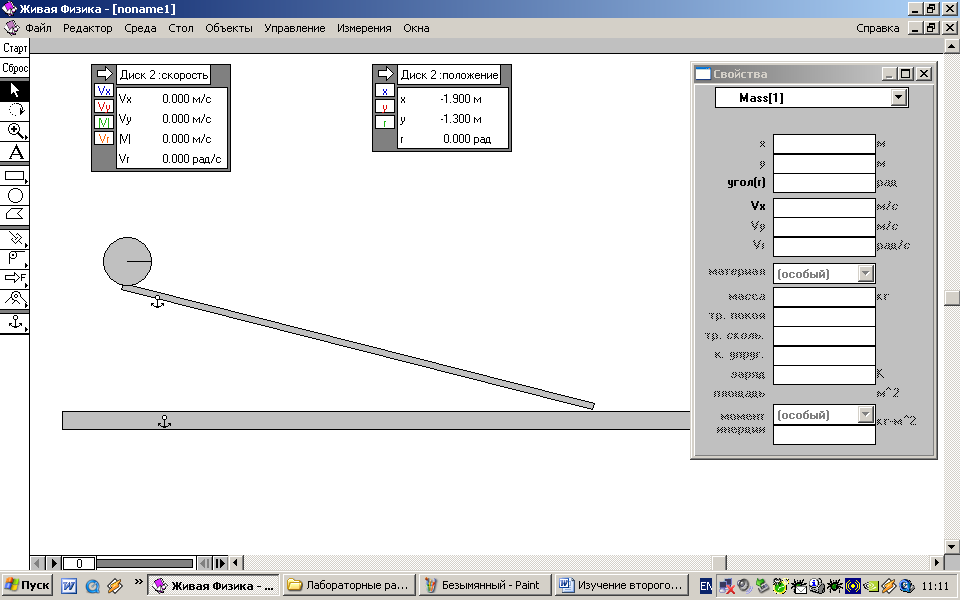 Живая Физика - [noname1]
Файл Редактор Среда Стол Объекты Управление Измерения Окна Справка
Старт
Сброс
A
F
Диск 2 :скорость
Vx
Vy
|V|
Vr
Vx 0.000 м/с
Vy 0.000 м/с
|V| 0.000 м/с
Vr 0.000 рад/с
Диск 2 :положение
x
y
r
x -1.900 м
y -1.300 м
r 0.000 рад
Свойства
Mass[1]
x м
y м
угол(r) рад
Vx м/с
Vy м/с
Vr рад/с
материал (особый)
масса кг
тр. покоя
тр. сколь.
к. упруг.
заряд К
площадь м^2
момент инерции (особый) кг-м^2
0
Пуск
W
»
Живая Физика - ...
Лабораторные ра...
Безымянный - Paint
Изучение второго...
EN
11:11